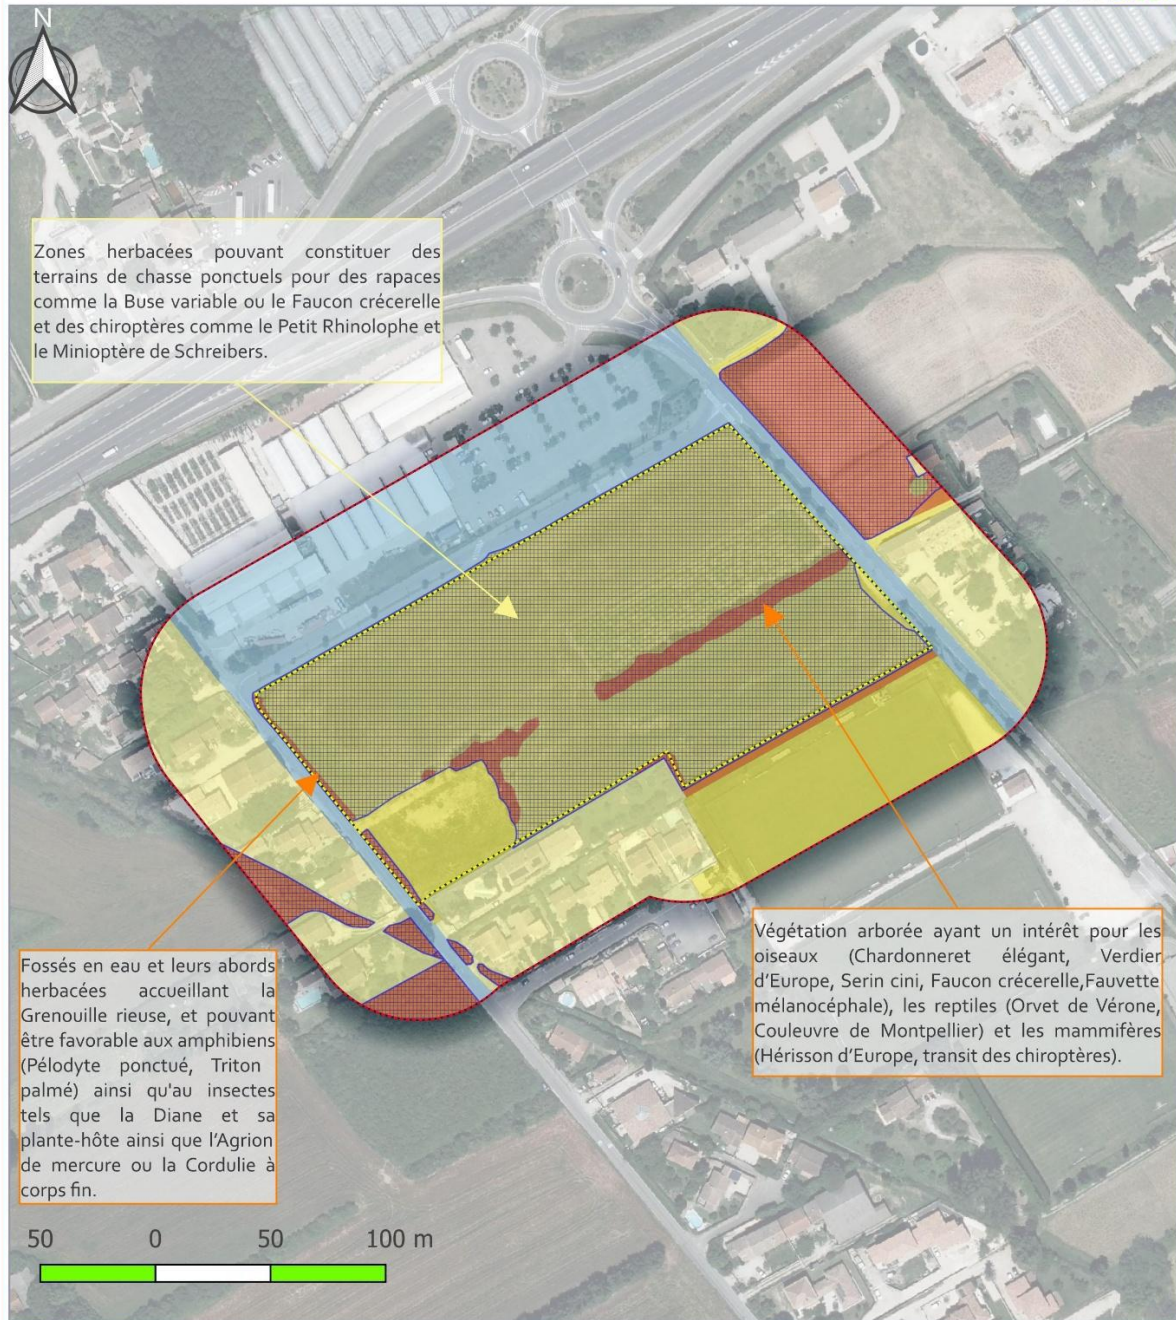 N
Zones herbacées pouvant constituer des
terrains de chasse ponctuels pour des rapaces
comme la Buse variable ou le Faucon crécerelle
et des chiroptères comme le Petit Rhinolophe et
le Minioptère de Schreibers.
Végétation arborée ayant un intérêt pour les
oiseaux (Chardonneret élégant, Verdier
d'Europe, Serin cini, Faucon crécerelle,Fauvette
mélanocéphale), les reptiles (Orvet de Vérone,
Couleuvre de Montpellier) et les mammifères
(Hérisson d'Europe, transit des chiroptères).
Fossés en eau et leurs abords
herbacées accueillant la
Grenouille rieuse, et pouvant
être favorable aux amphibiens
(Pélodyte ponctué, Triton
palmé) ainsi qu'au insectes
tels que la Diane et sa
plante-hôte ainsi que l'Agrion
de mercure ou la Cordulie à
corps fin.
50 0 50 100 m